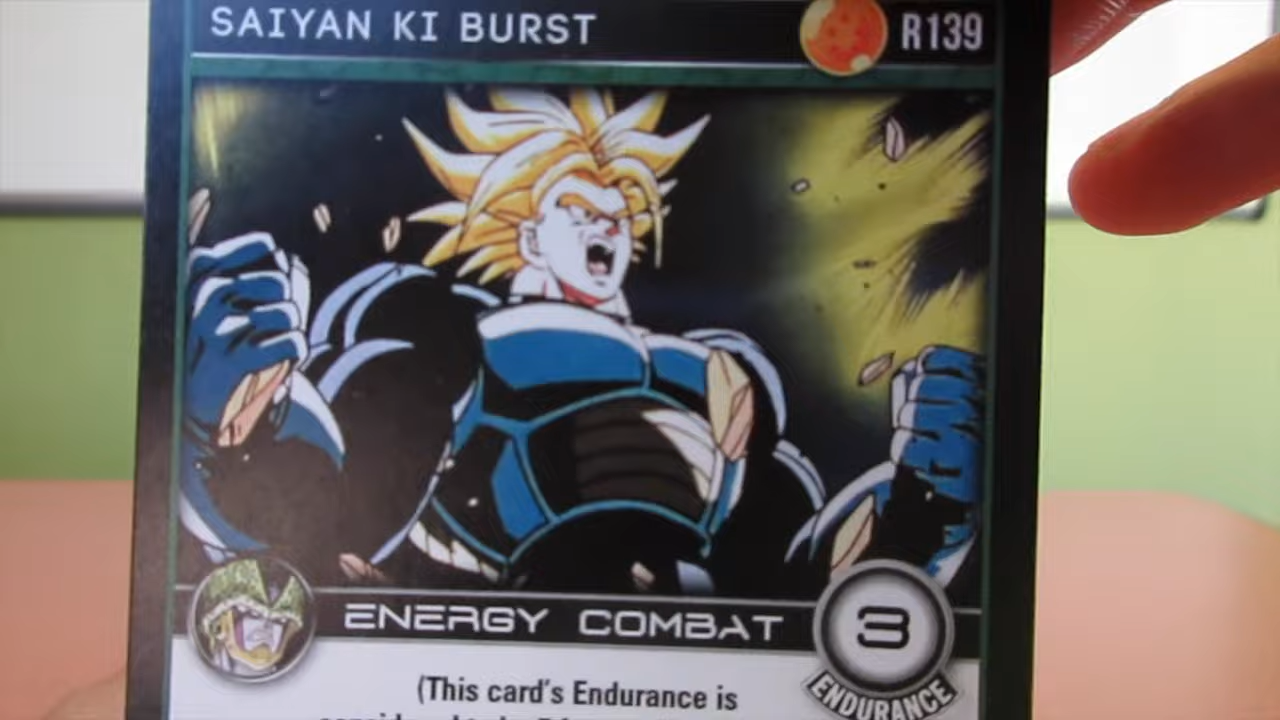 SAIYAN KI BURST R139
ENERGY COMBAT 3
ENDURANCE
(This card's Endurance is